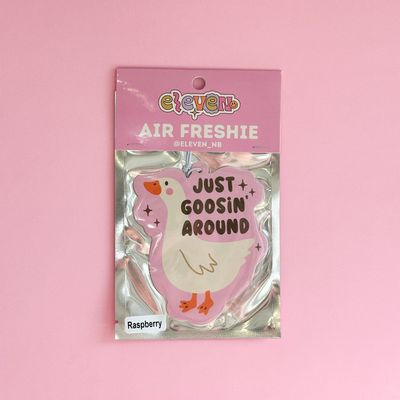 eleven
AIR FRESHIE
@ELEVEN_NB
JUST
GOOSIN'
AROUND
Raspberry